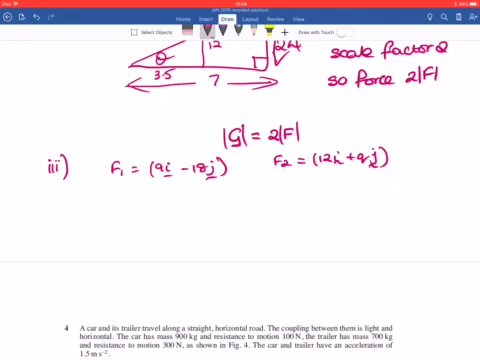 iPad
15:46
JAN 2018 recorded solutions
Home Insert Draw Layout Review View
Select Objects Draw with Touch
12 24 scale factor 2
θ
3.5 so force 2|F|
7
|G| = 2|F|
iii) F₁ = (9i - 18j) F₂ = (12i + qj)
4 A car and its trailer travel along a straight, horizontal road. The coupling between them is light and
horizontal. The car has mass 900 kg and resistance to motion 100 N, the trailer has mass 700 kg
and resistance to motion 300 N, as shown in Fig. 4. The car and trailer have an acceleration of
1.5 m s⁻².